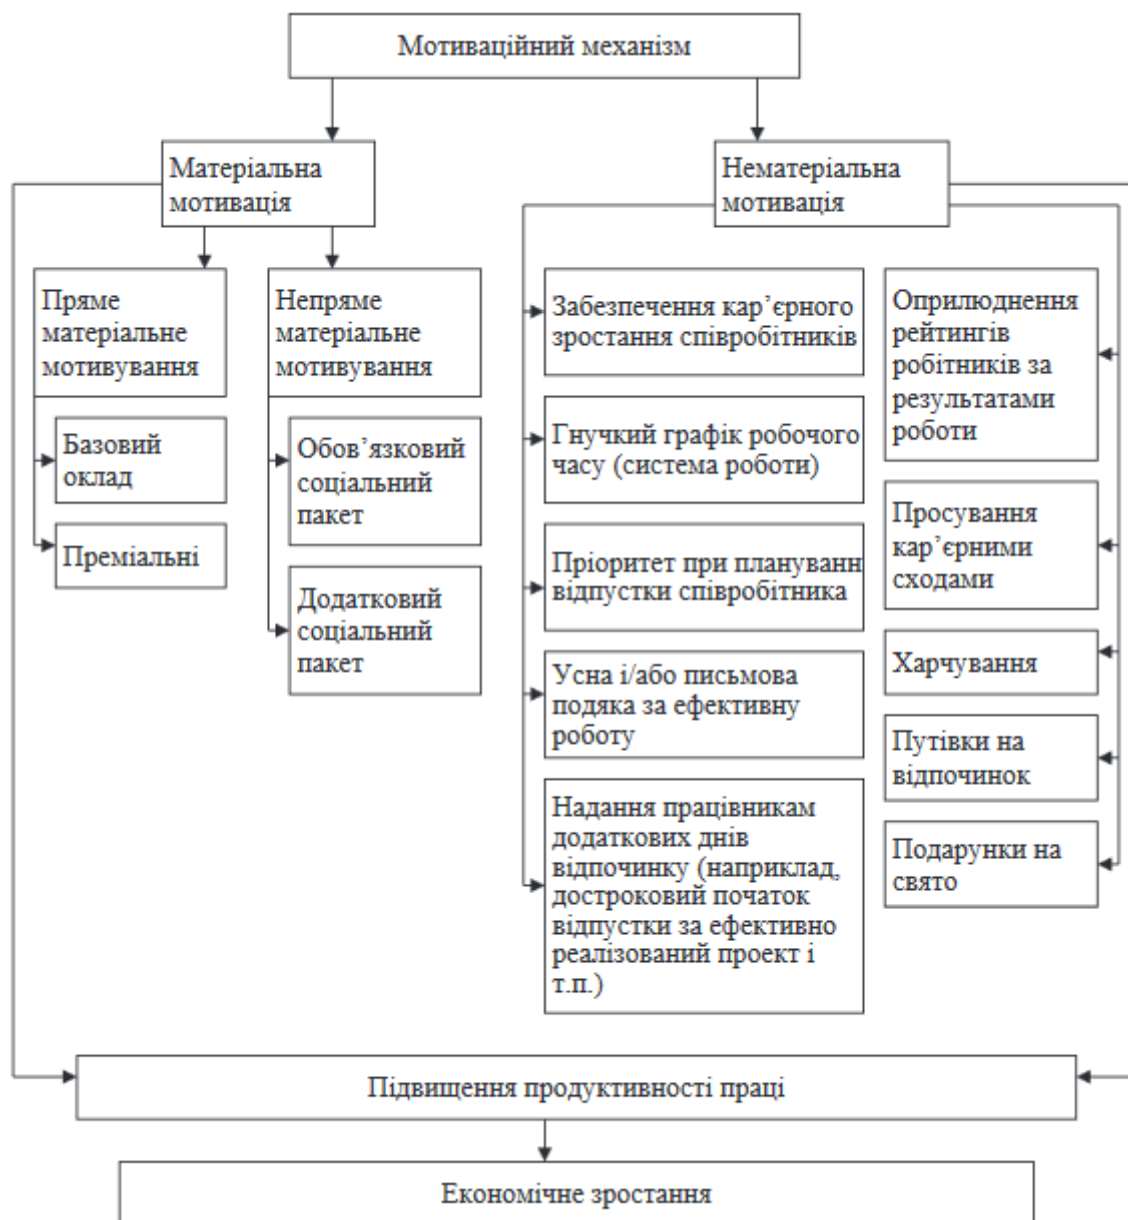 Мотиваційний механізм
Матеріальна
мотивація
Нематеріальна
мотивація
Пряме
матеріальне
мотивування
Базовий
оклад
Преміальні
Непряме
матеріальне
мотивування
Обов’язковий
соціальний
пакет
Додатковий
соціальний
пакет
Забезпечення кар’єрного
зростання співробітників
Гнучкий графік робочого
часу (система роботи)
Пріоритет при плануванн
відпустки співробітника
Усна і/або письмова
подяка за ефективну
роботу
Надання працівникам
додаткових днів
відпочинку (наприклад,
достроковий початок
відпустки за ефективно
реалізований проект і
т.п.)
Оприлюднення
рейтингів
робітників за
результатами
роботи
Просування
кар’єрними
сходами
Харчування
Путівки на
відпочинок
Подарунки на
свято
Підвищення продуктивності праці
Економічне зростання